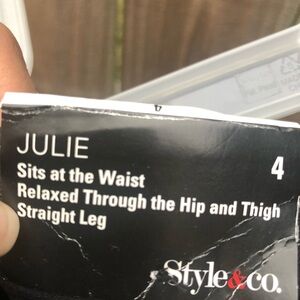 JULIE
4
Sits at the Waist
Relaxed Through the Hip and Thigh
Straight Leg
Style&co.